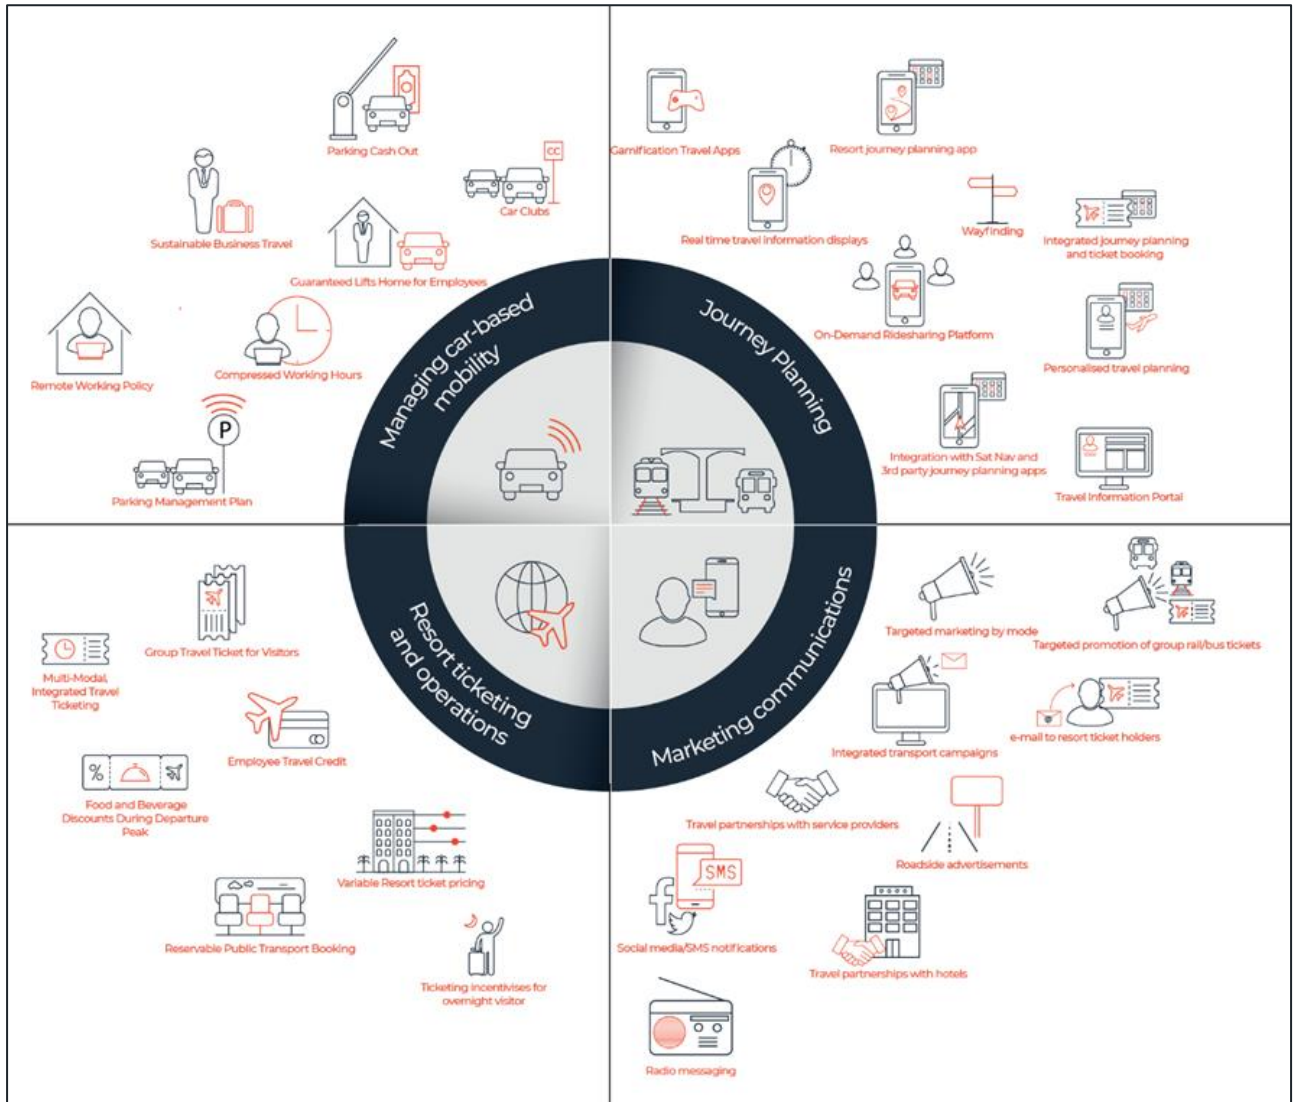 Parking Cash Out
CC
Car Clubs
Sustainable Business Travel
Guaranteed Lifts Home for Employees
Remote Working Policy
Compressed Working Hours
P
Parking Management Plan
Managing car-based
mobility
Gamification Travel Apps
Resort journey planning app
Real time travel information displays
Wayfinding
Integrated journey planning
and ticket booking
On-Demand Ridesharing Platform
Personalised travel planning
Integration with Sat Nav and
3rd party journey planning apps
Travel Information Portal
Journey Planning
Group Travel Ticket for Visitors
Multi-Modal,
Integrated Travel
Ticketing
Employee Travel Credit
%
Food and Beverage
Discounts During Departure
Peak
Variable Resort ticket pricing
Reservable Public Transport Booking
Ticketing incentivises for
overnight visitor
Resort ticketing
and operations
Targeted marketing by mode
Targeted promotion of group rail/bus tickets
Integrated transport campaigns
@
e-mail to resort ticket holders
Travel partnerships with service providers
Roadside advertisements
SMS
f
Social media/SMS notifications
Travel partnerships with hotels
Radio messaging
Marketing communications